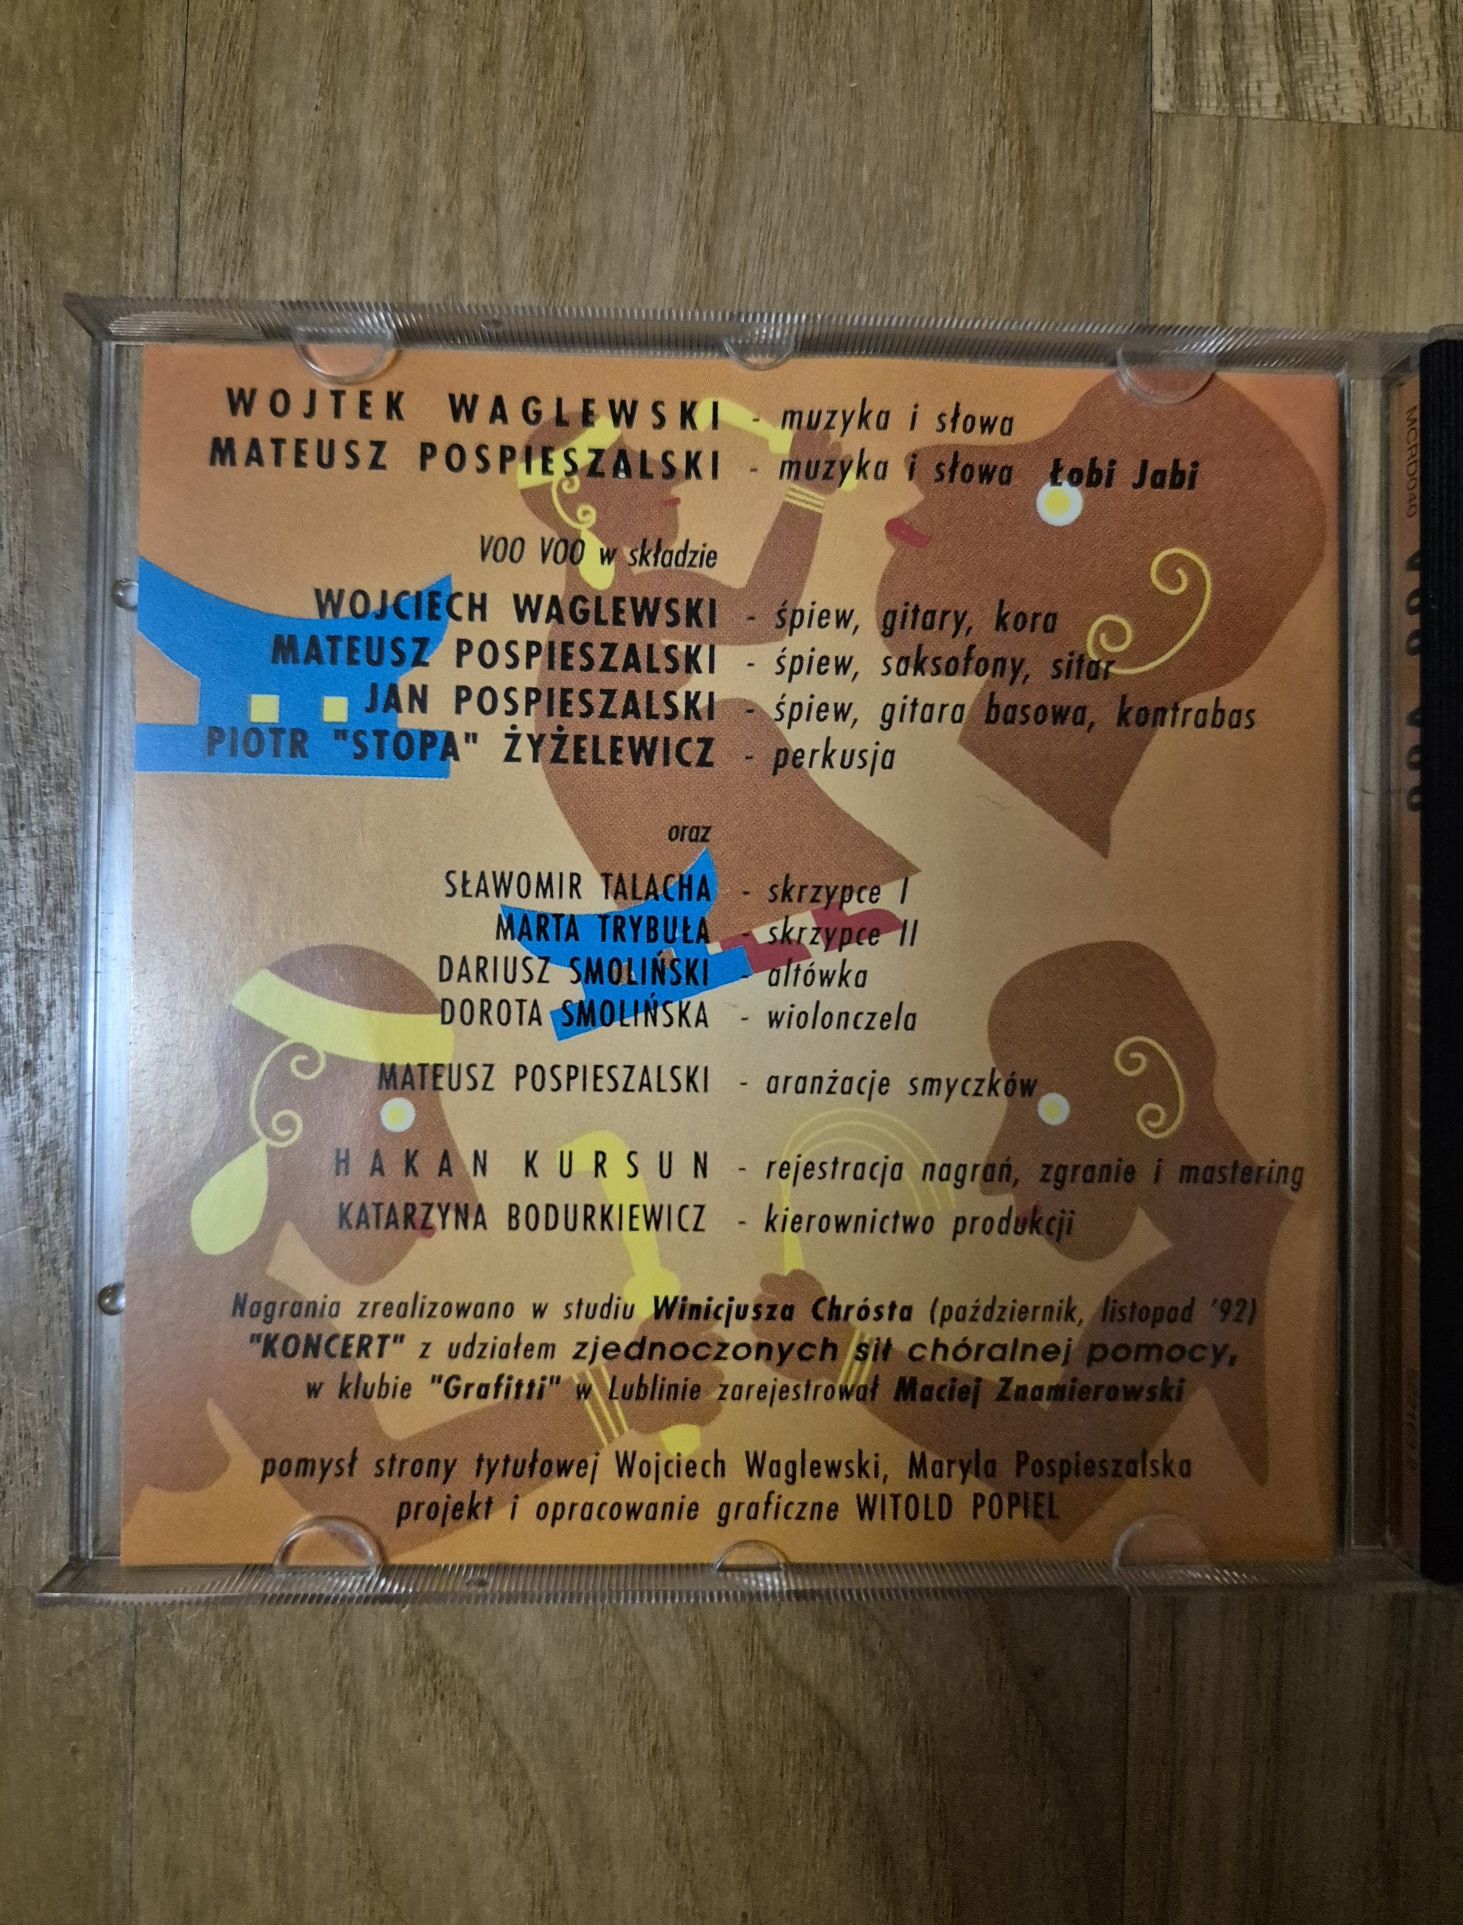 WOJTEK WAGLEWSKI - muzyka i słowa
MATEUSZ POSPIESZALSKI - muzyka i słowa Łobi Jabi
VOO VOO w składzie
WOJCIECH WAGLEWSKI - śpiew, gitary, kora
MATEUSZ POSPIESZALSKI - śpiew, saksofony, sitar
JAN POSPIESZALSKI - śpiew, gitara basowa, kontrabas
PIOTR "STOPA" ŻYŻELEWICZ - perkusja
oraz
SŁAWOMIR TALACHA - skrzypce I
MARTA TRYBUŁA - skrzypce II
DARIUSZ SMOLIŃSKI - altówka
DOROTA SMOLIŃSKA - wiolonczela
MATEUSZ POSPIESZALSKI - aranżacje smyczków
HAKAN KURSUN - rejestracja nagrań, zgranie i mastering
KATARZYNA BODURKIEWICZ - kierownictwo produkcji
Nagrania zrealizowano w studiu Winicjusza Chrósta (październik, listopad '92)
"KONCERT" z udziałem zjednoczonych sił chóralnej pomocy,
w klubie "Grafitti" w Lublinie zarejestrował Maciej Znamierowski
pomysł strony tytułowej Wojciech Waglewski, Maryla Pospieszalska
projekt i opracowanie graficzne WITOLD POPIEL
MCRD040